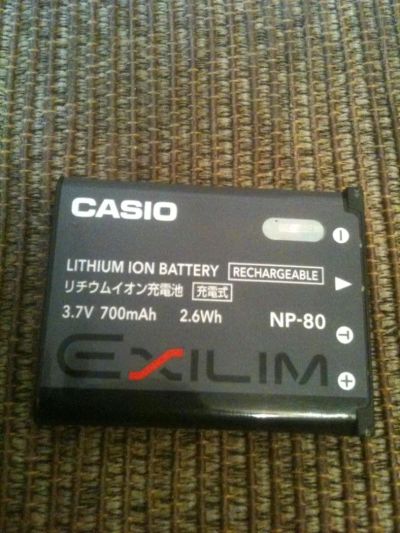 CASIO
LITHIUM ION BATTERY RECHARGEABLE
リチウムイオン充電池 充電式
3.7V 700mAh 2.6Wh NP-80
EXILIM
T